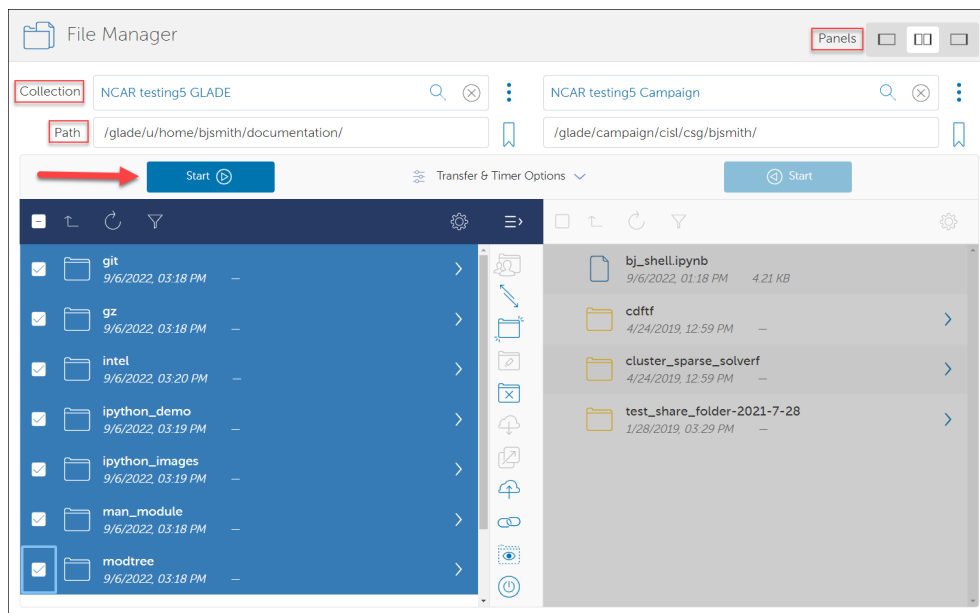 File Manager
Panels
Collection
NCAR testing5 GLADE
NCAR testing5 Campaign
Path
/glade/u/home/bjsmith/documentation/
/glade/campaign/cisl/csg/bjsmith/
Start
Transfer & Timer Options
Start
git
9/6/2022, 03:18 PM —
gz
9/6/2022, 03:18 PM —
intel
9/6/2022, 03:20 PM —
ipython_demo
9/6/2022, 03:19 PM —
ipython_images
9/6/2022, 03:19 PM —
man_module
9/6/2022, 03:18 PM —
modtree
9/6/2022, 03:18 PM —
bj_shell.ipynb
9/6/2022, 01:18 PM 4.21 KB
cdftf
4/24/2019, 12:59 PM —
cluster_sparse_solverf
4/24/2019, 12:59 PM —
test_share_folder-2021-7-28
1/28/2019, 03:29 PM —